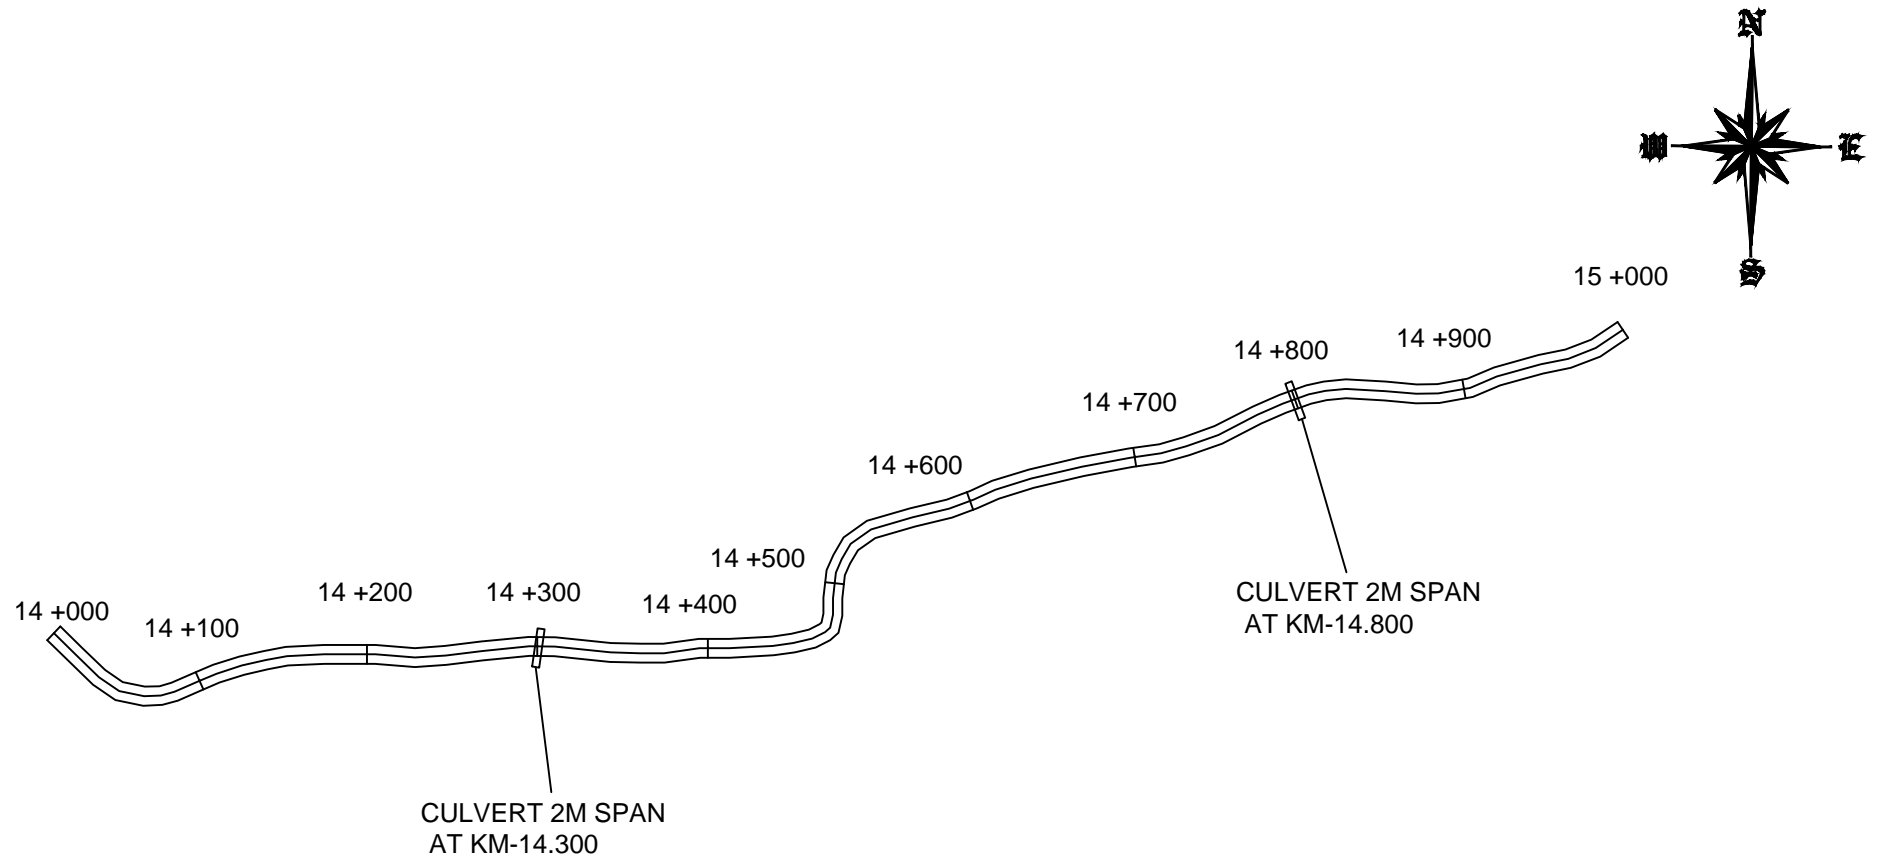 N
W
E
S
15 +000
14 +900
14 +800
14 +700
14 +600
14 +500
14 +400
14 +300
14 +200
14 +100
14 +000
CULVERT 2M SPAN
AT KM-14.800
CULVERT 2M SPAN
AT KM-14.300